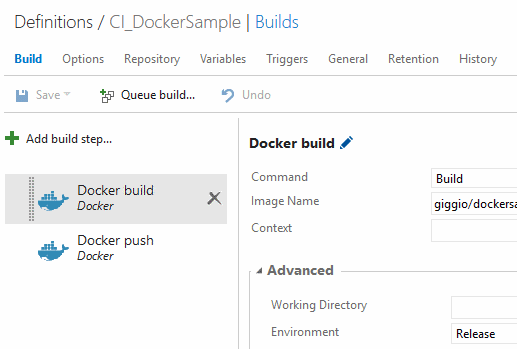 Definitions / CI_DockerSample | Builds
Build Options Repository Variables Triggers General Retention History
Save Queue build... Undo
Add build step...
Docker build
Docker
Docker push
Docker
Docker build
Command Build
Image Name giggio/dockersa
Context
Advanced
Working Directory
Environment Release